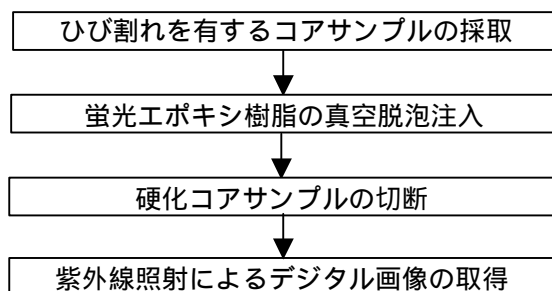 ひび割れを有するコアサンプルの採取
蛍光エポキシ樹脂の真空脱泡注入
硬化コアサンプルの切断
紫外線照射によるデジタル画像の取得